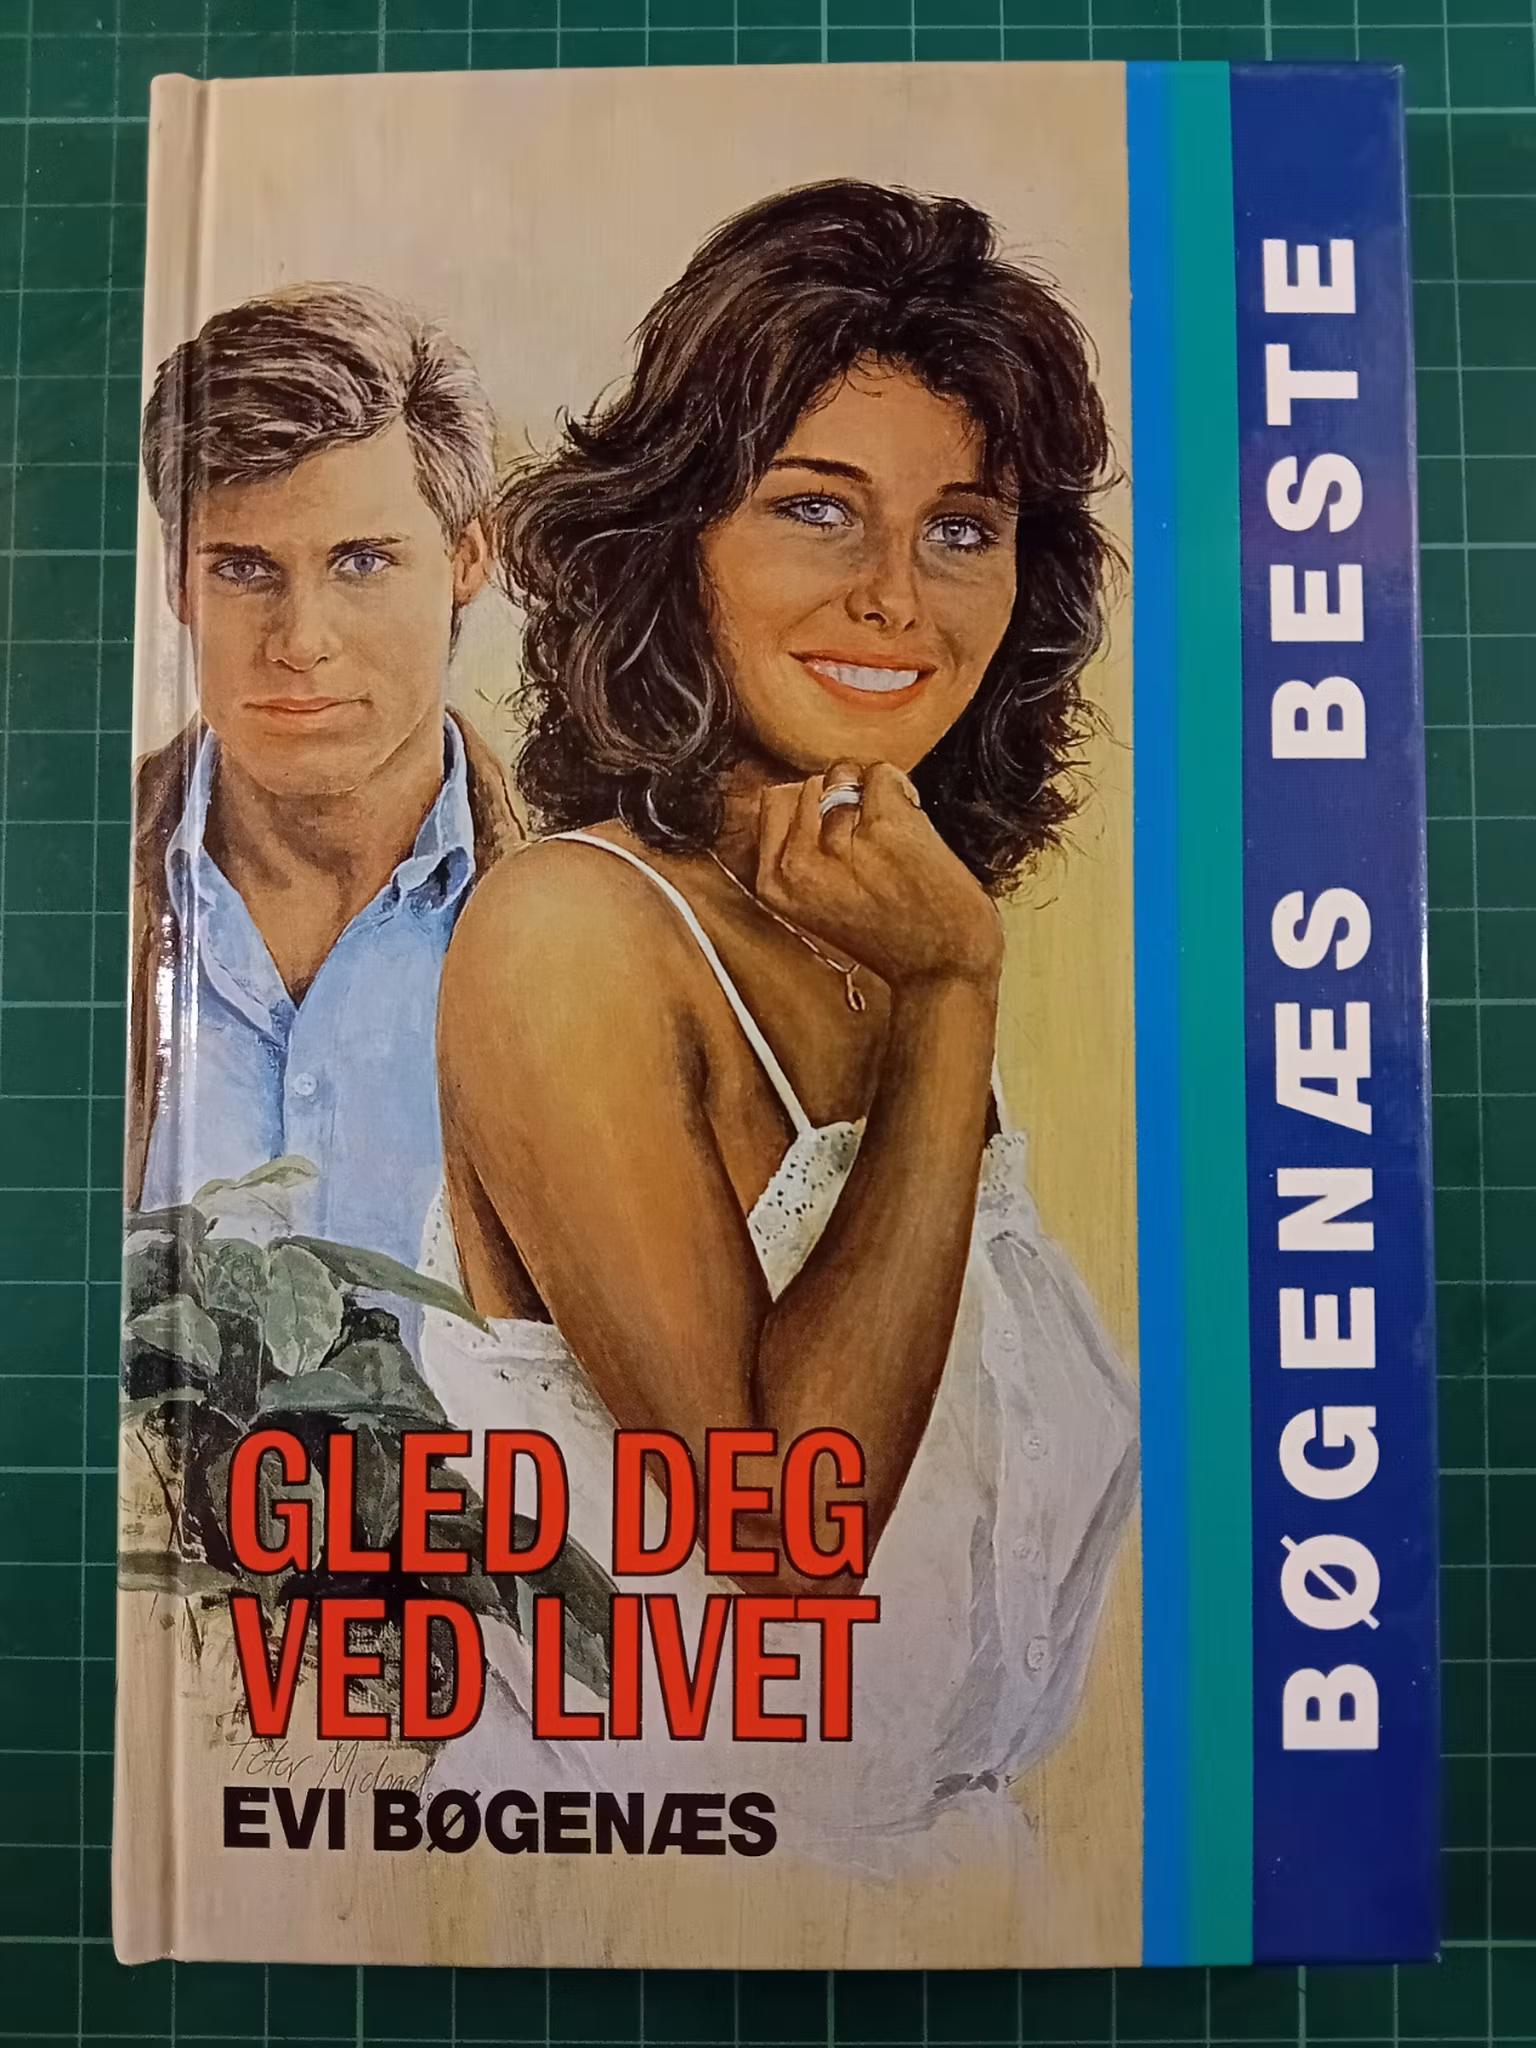 GLED DEG
VED LIVET
Peter Michael
EVI BØGENÆS
BØGENÆS BESTE